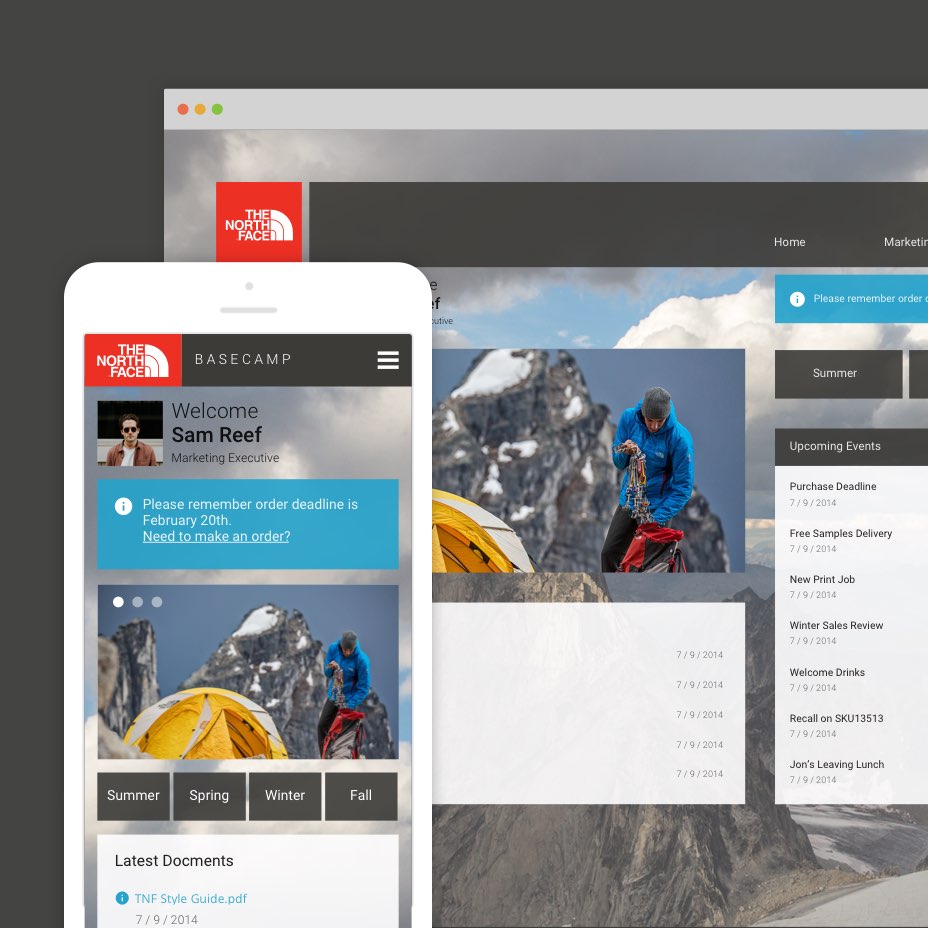 THE
NORTH
FACE
Home
Please remember order
Summer
Upcoming Events
Purchase Deadline
7 / 9 / 2014
Free Samples Delivery
7 / 9 / 2014
New Print Job
7 / 9 / 2014
Winter Sales Review
7 / 9 / 2014
Welcome Drinks
7 / 9 / 2014
Recall on SKU13513
7 / 9 / 2014
Jon's Leaving Lunch
7 / 9 / 2014
7 / 9 / 2014
7 / 9 / 2014
7 / 9 / 2014
7 / 9 / 2014
7 / 9 / 2014
THE
NORTH
FACE
BASECAMP
Welcome
Sam Reef
Marketing Executive
Please remember order deadline is
February 20th.
Need to make an order?
Summer Spring Winter Fall
Latest Docments
TNF Style Guide.pdf
7 / 9 / 2014